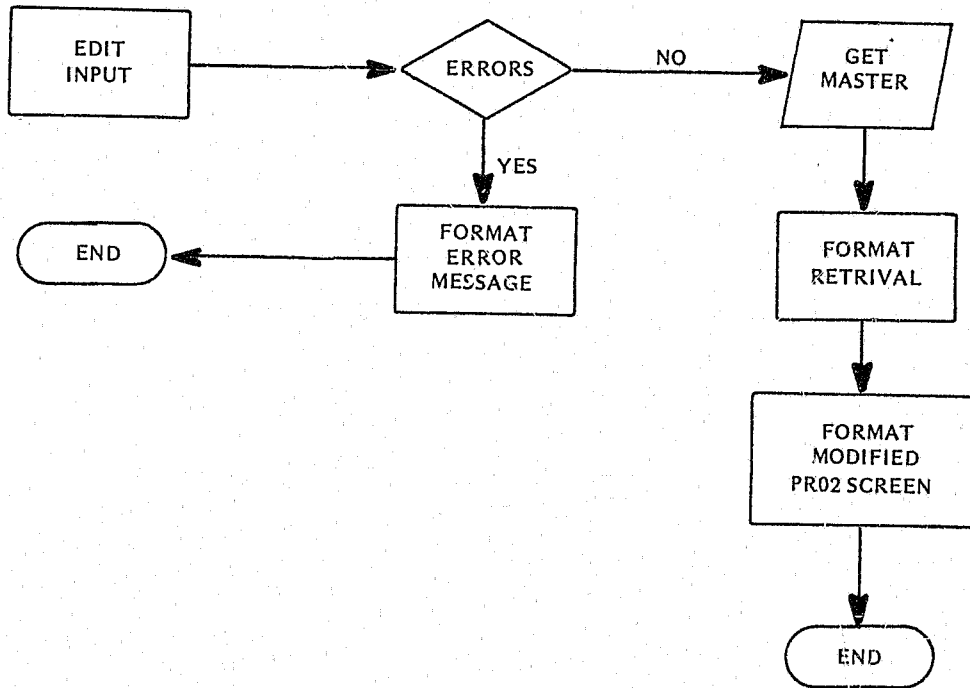 EDIT
INPUT
ERRORS
NO
GET
MASTER
YES
FORMAT
ERROR
MESSAGE
END
FORMAT
RETRIVAL
FORMAT
MODIFIED
PR02 SCREEN
END